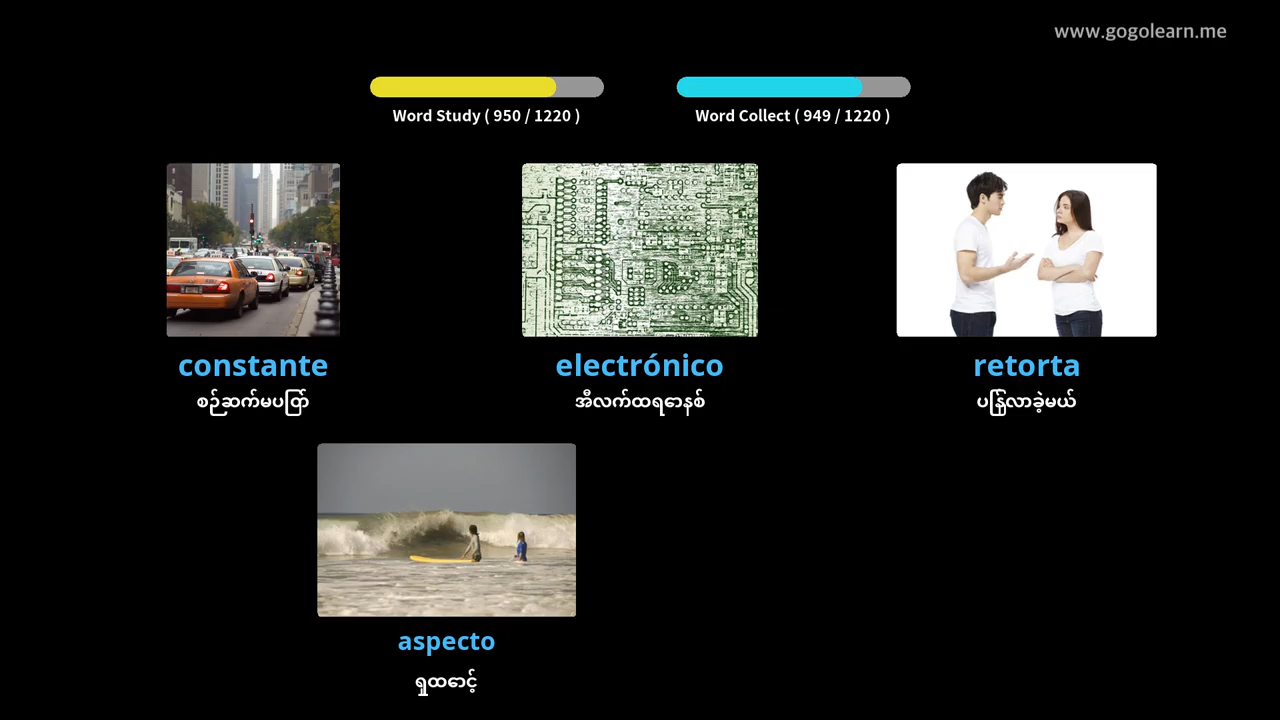 www.gogolearn.me
Word Study ( 950 / 1220 )
Word Collect ( 949 / 1220 )
constante
electrónico
retorta
စဉ်ဆက်မပြတ်
အီလက်ထရောနစ်
ပြန်လာခဲ့မယ်
aspecto
ရှုထောင့်